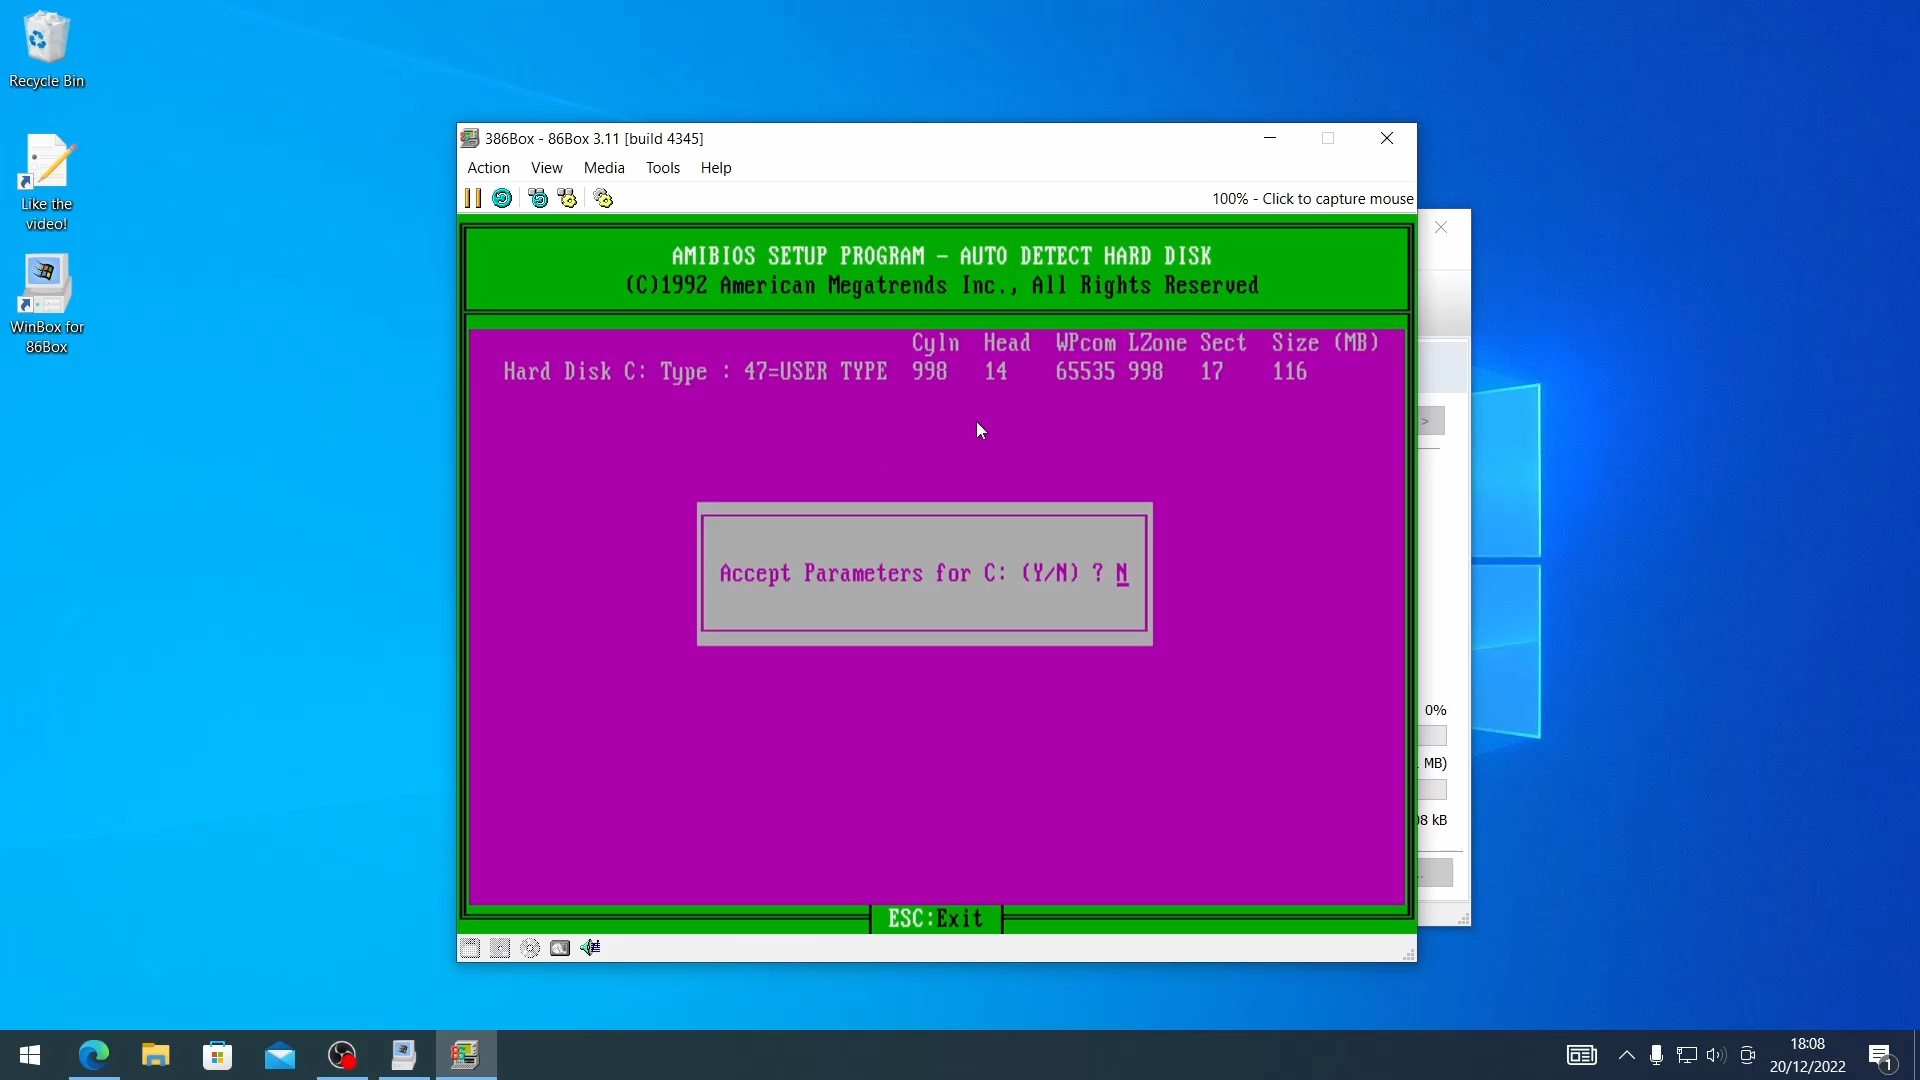 Recycle Bin
Like the
video!
WinBox for
86Box
386Box - 86Box 3.11 [build 4345]
Action View Media Tools Help
100% - Click to capture mouse
AMIBIOS SETUP PROGRAM - AUTO DETECT HARD DISK
(C)1992 American Megatrends Inc., All Rights Reserved
Cyln Head WPcom LZone Sect Size (MB)
Hard Disk C: Type : 47=USER TYPE 998 14 65535 998 17 116
Accept Parameters for C: (Y/N) ? N
ESC:Exit
>
0%
MB)
98 kB
18:08
20/12/2022
1